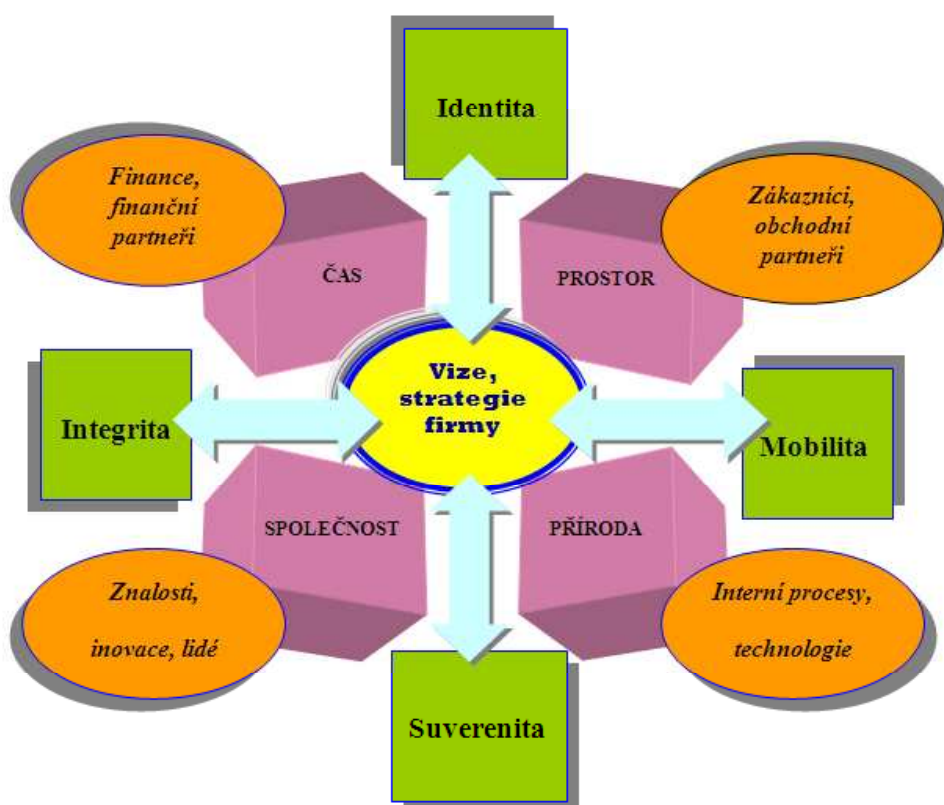 Identita
Finance,
finanční
partneři
Zákazníci,
obchodní
partneři
ČAS
PROSTOR
Vize,
strategie
firmy
Integrita
Mobilita
SPOLEČNOST
PŘÍRODA
Znalosti,
inovace, lidé
Interní procesy,
technologie
Suverenita